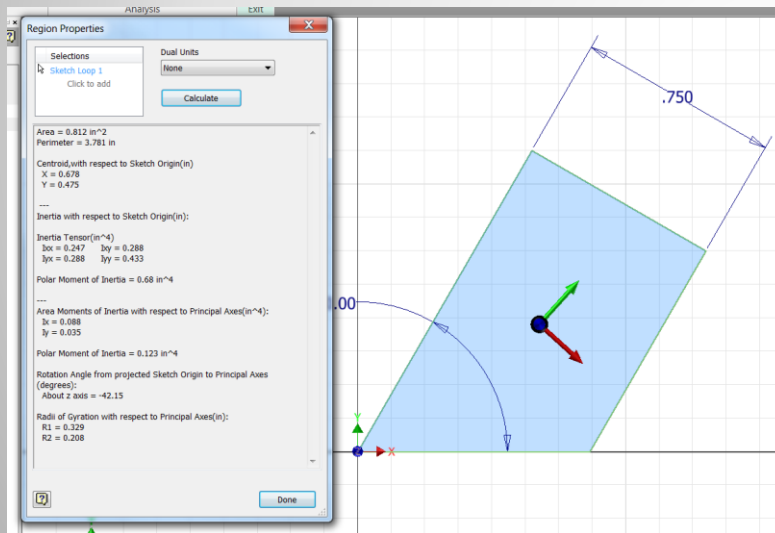 Analysis
Exit
Region Properties
Selections
Sketch Loop 1
Click to add
Dual Units
None
Calculate
Area = 0.812 in^2
Perimeter = 3.781 in
Centroid,with respect to Sketch Origin(in)
X = 0.678
Y = 0.475
---
Inertia with respect to Sketch Origin(in):
Inertia Tensor(in^4)
Ixx = 0.247 Ixy = 0.288
Iyx = 0.288 Iyy = 0.433
Polar Moment of Inertia = 0.68 in^4
---
Area Moments of Inertia with respect to Principal Axes(in^4):
Ix = 0.088
Iy = 0.035
Polar Moment of Inertia = 0.123 in^4
Rotation Angle from projected Sketch Origin to Principal Axes
(degrees):
About z axis = -42.15
Radii of Gyration with respect to Principal Axes(in):
R1 = 0.329
R2 = 0.208
Done
.750
.00
Y
Z
X